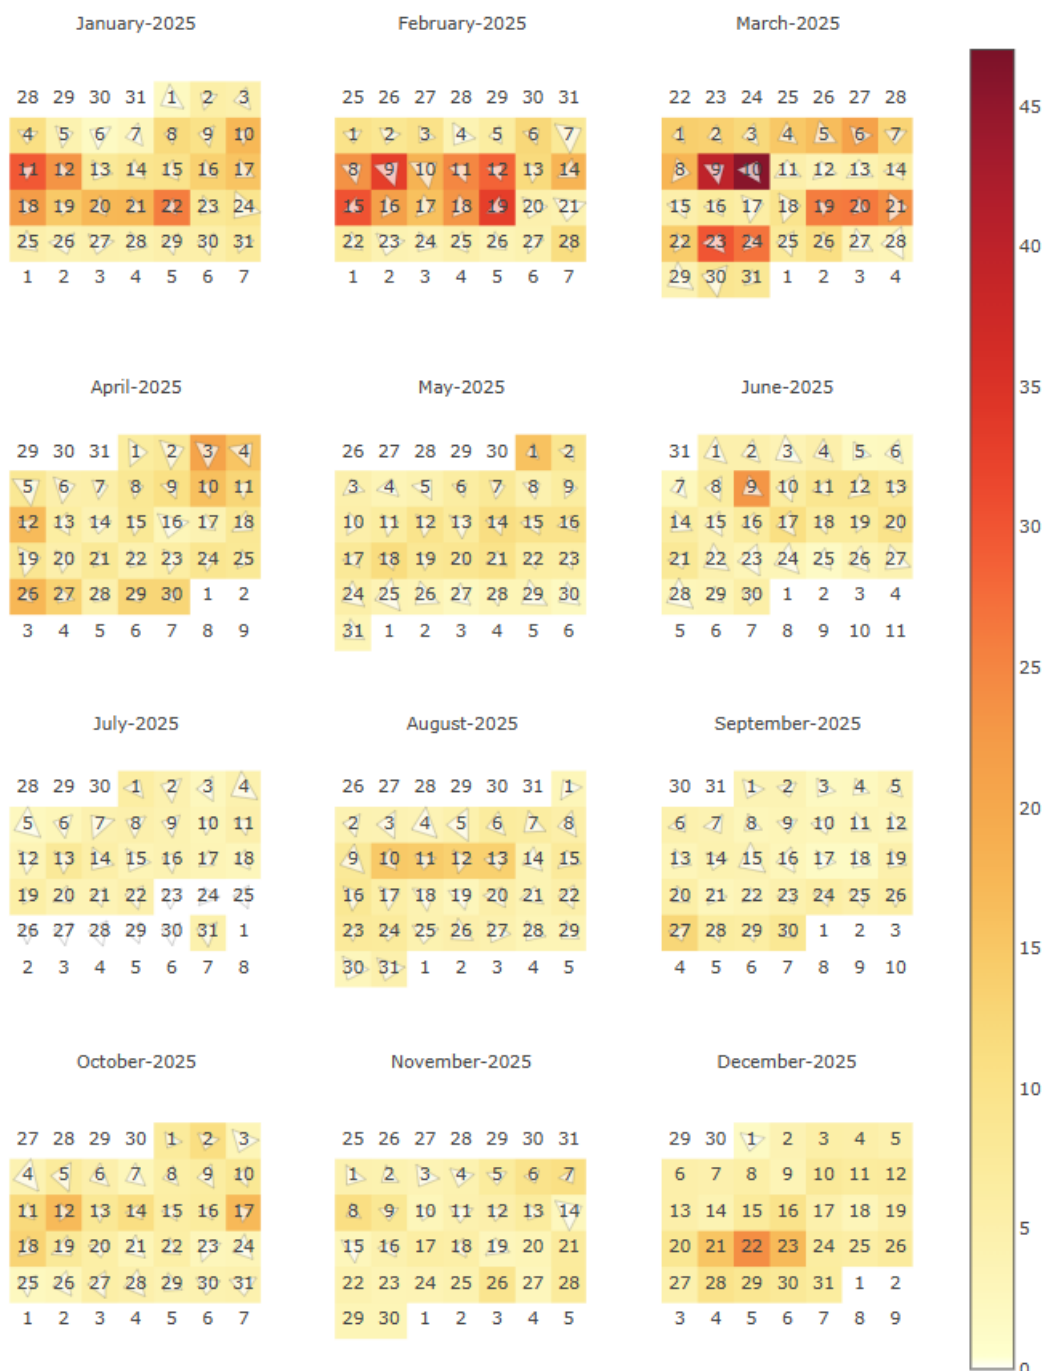 January-2025 February-2025 March-2025
28 29 30 31 1 2 3 25 26 27 28 29 30 31 22 23 24 25 26 27 28
4 5 6 7 8 9 10 1 2 3 4 5 6 7 1 2 3 4 5 6 7
11 12 13 14 15 16 17 8 9 10 11 12 13 14 8 9 10 11 12 13 14
18 19 20 21 22 23 24 15 16 17 18 19 20 21 15 16 17 18 19 20 21
25 26 27 28 29 30 31 22 23 24 25 26 27 28 22 23 24 25 26 27 28
1 2 3 4 5 6 7 1 2 3 4 5 6 7 29 30 31 1 2 3 4
April-2025 May-2025 June-2025
29 30 31 1 2 3 4 26 27 28 29 30 1 2 31 1 2 3 4 5 6
5 6 7 8 9 10 11 3 4 5 6 7 8 9 7 8 9 10 11 12 13
12 13 14 15 16 17 18 10 11 12 13 14 15 16 14 15 16 17 18 19 20
19 20 21 22 23 24 25 17 18 19 20 21 22 23 21 22 23 24 25 26 27
26 27 28 29 30 1 2 24 25 26 27 28 29 30 28 29 30 1 2 3 4
3 4 5 6 7 8 9 31 1 2 3 4 5 6 5 6 7 8 9 10 11
July-2025 August-2025 September-2025
28 29 30 1 2 3 4 26 27 28 29 30 31 1 30 31 1 2 3 4 5
5 6 7 8 9 10 11 2 3 4 5 6 7 8 6 7 8 9 10 11 12
12 13 14 15 16 17 18 9 10 11 12 13 14 15 13 14 15 16 17 18 19
19 20 21 22 23 24 25 16 17 18 19 20 21 22 20 21 22 23 24 25 26
26 27 28 29 30 31 1 23 24 25 26 27 28 29 27 28 29 30 1 2 3
2 3 4 5 6 7 8 30 31 1 2 3 4 5 4 5 6 7 8 9 10
October-2025 November-2025 December-2025
27 28 29 30 1 2 3 25 26 27 28 29 30 31 29 30 1 2 3 4 5
4 5 6 7 8 9 10 1 2 3 4 5 6 7 6 7 8 9 10 11 12
11 12 13 14 15 16 17 8 9 10 11 12 13 14 13 14 15 16 17 18 19
18 19 20 21 22 23 24 15 16 17 18 19 20 21 20 21 22 23 24 25 26
25 26 27 28 29 30 31 22 23 24 25 26 27 28 27 28 29 30 31 1 2
1 2 3 4 5 6 7 29 30 1 2 3 4 5 3 4 5 6 7 8 9
45
40
35
30
25
20
15
10
5
0